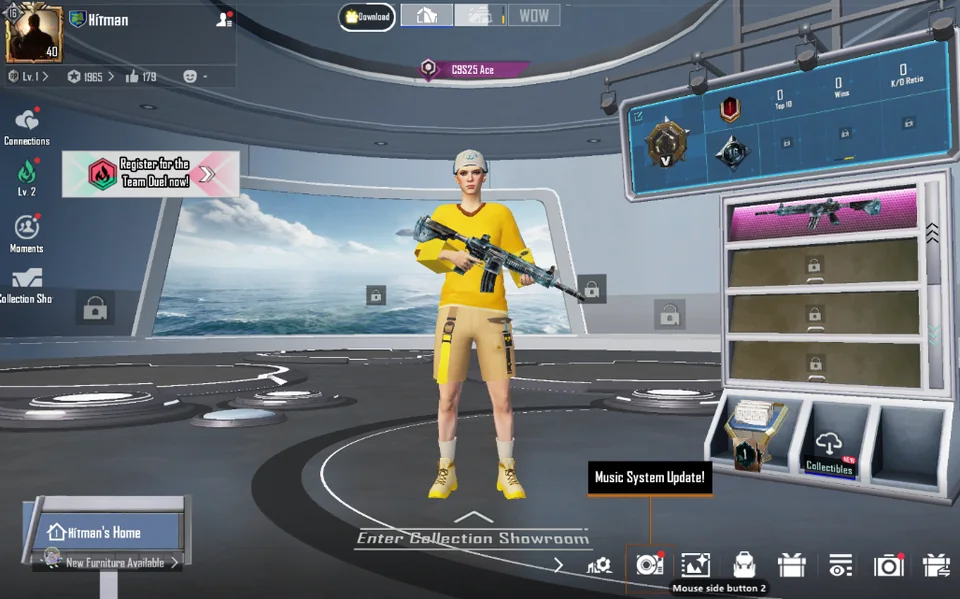 16
Hitman
40
Lv.1
1965
179
-
Download
WOW
C9S25 Ace
0
Top 10
0
Wins
0
K/D Ratio
V
16
Connections
Lv. 2
Moments
Collection Sho
Register for the
Team Duel now!
NEW
Collectibles
Music System Update!
Hitman's Home
New Furniture Available
Enter Collection Showroom
Mouse side button 2